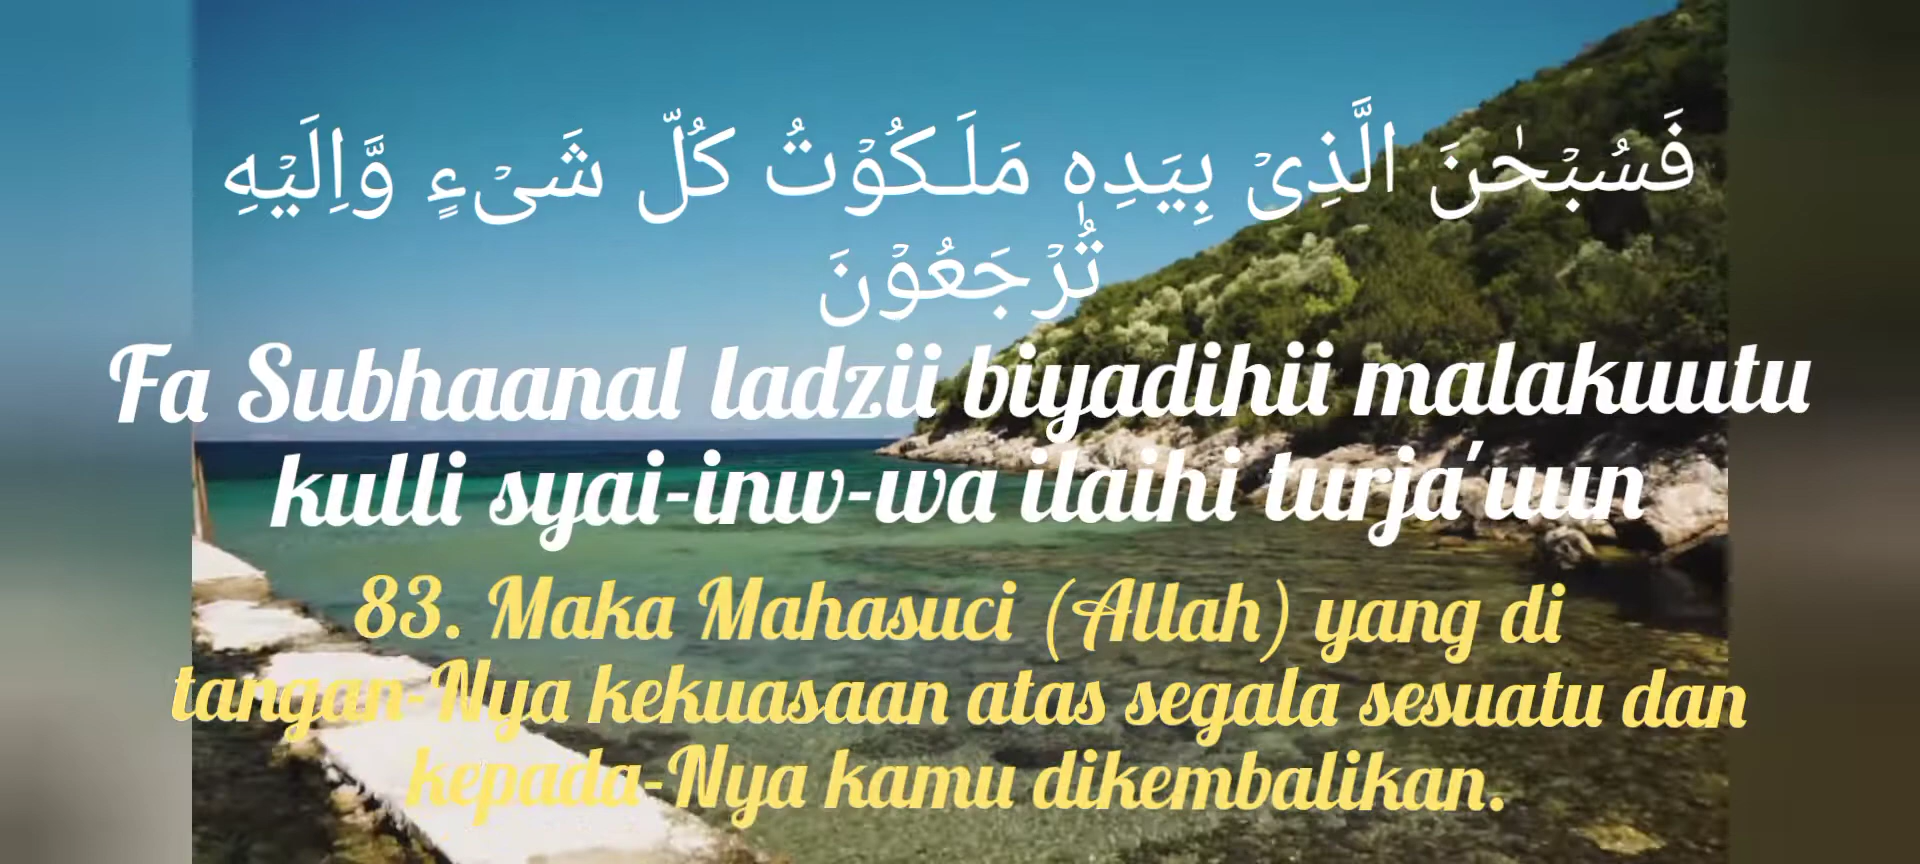 فَسُبْحٰنَ الَّذِىْ بِيَدِهٖ مَلَـكُوْتُ كُلِّ شَىْءٍ وَّاِلَيْهِ
تُرْجَعُوْنَ
Fa Subhaanal ladzii biyadihii malakuutu
kulli syai-inw-wa ilaihi turja'uun
83. Maka Mahasuci (Allah) yang di
tangan-Nya kekuasaan atas segala sesuatu dan
kepada-Nya kamu dikembalikan.